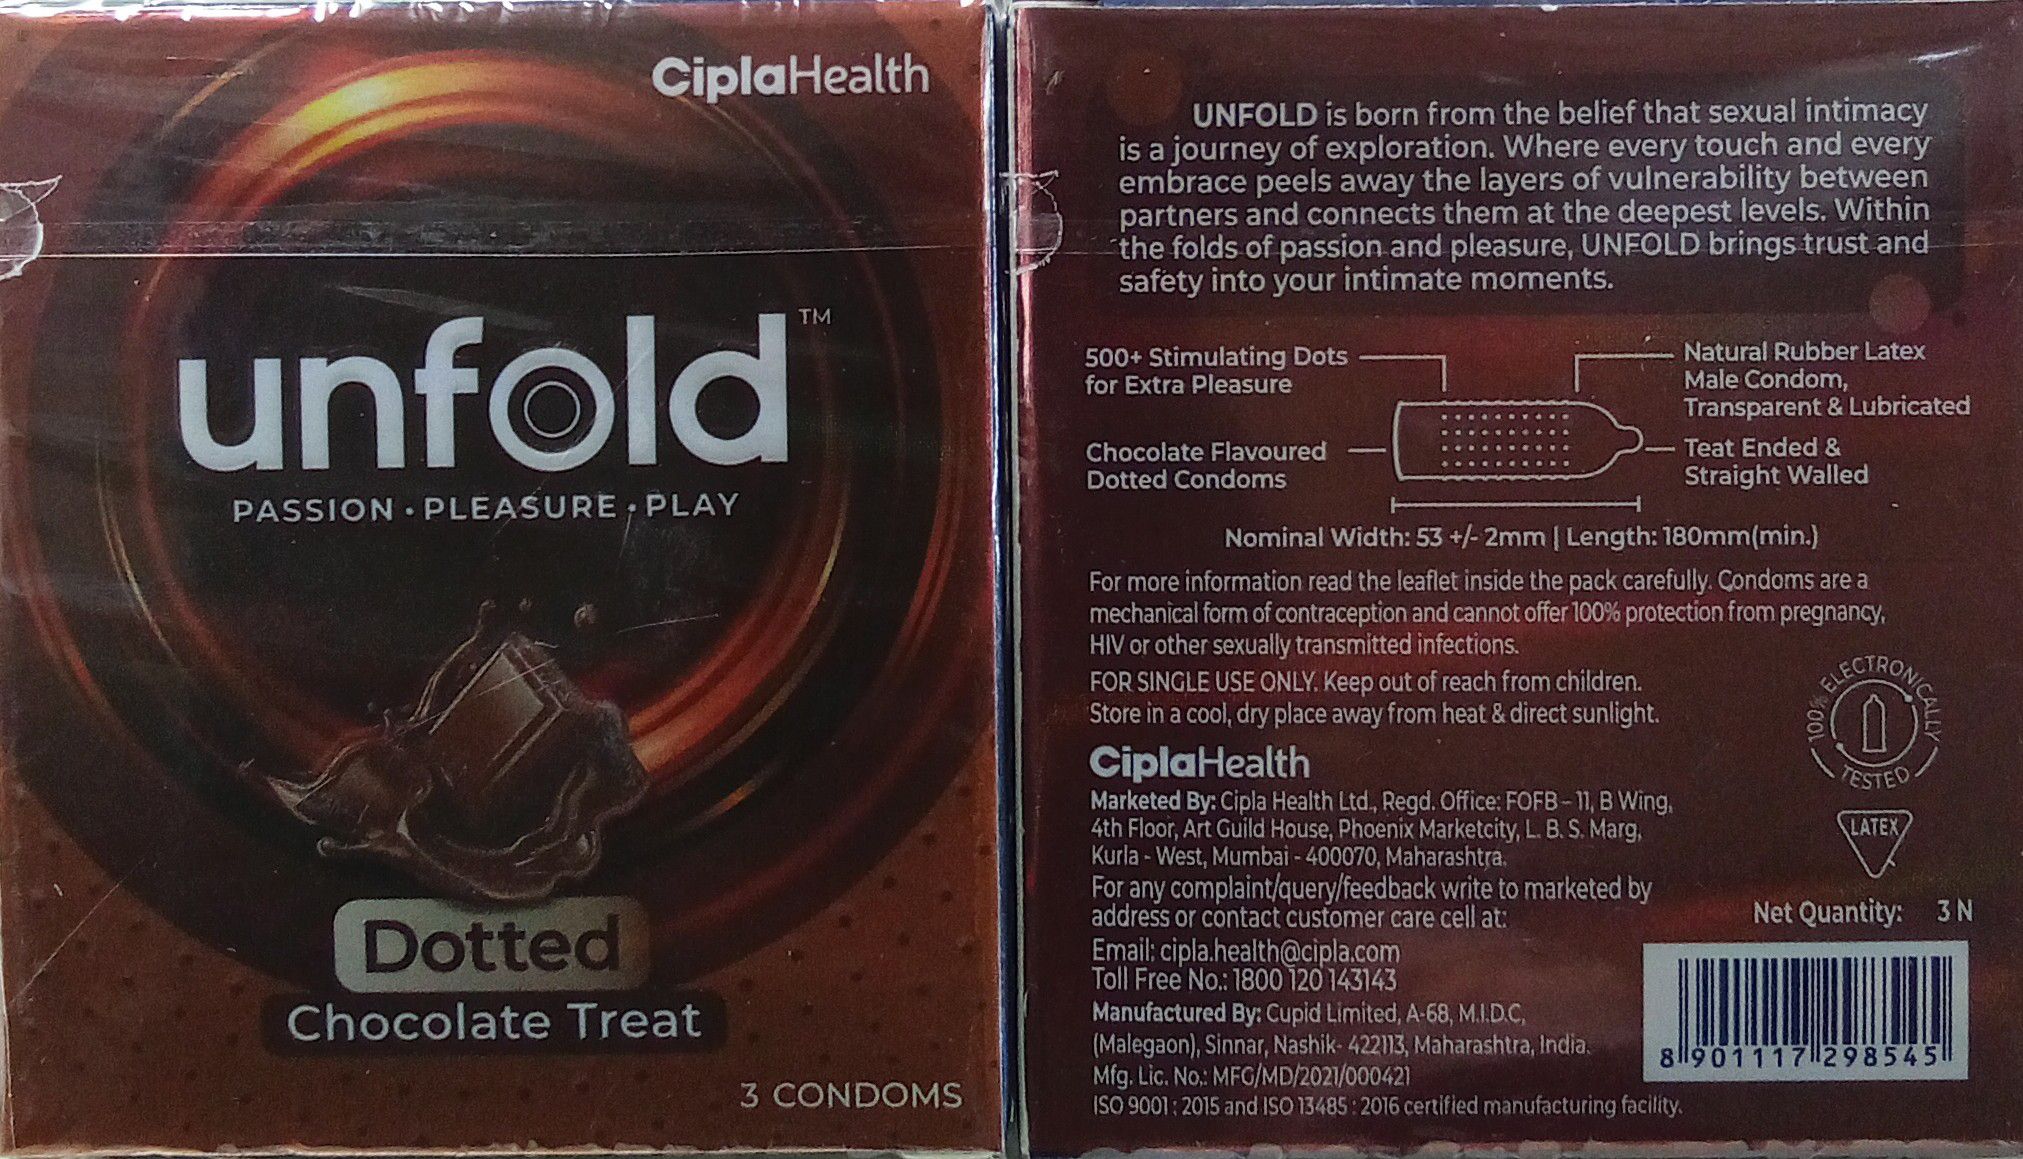 CiplaHealth
unfold™
PASSION • PLEASURE • PLAY
Dotted
Chocolate Treat
3 CONDOMS
UNFOLD is born from the belief that sexual intimacy
is a journey of exploration. Where every touch and every
embrace peels away the layers of vulnerability between
partners and connects them at the deepest levels. Within
the folds of passion and pleasure, UNFOLD brings trust and
safety into your intimate moments.
500+ Stimulating Dots
for Extra Pleasure
Natural Rubber Latex
Male Condom,
Transparent & Lubricated
Chocolate Flavoured
Dotted Condoms
Teat Ended &
Straight Walled
Nominal Width: 53 +/- 2mm | Length: 180mm(min.)
For more information read the leaflet inside the pack carefully. Condoms are a
mechanical form of contraception and cannot offer 100% protection from pregnancy,
HIV or other sexually transmitted infections.
FOR SINGLE USE ONLY. Keep out of reach from children.
Store in a cool, dry place away from heat & direct sunlight.
100% ELECTRONICALLY
TESTED
CiplaHealth
Marketed By: Cipla Health Ltd., Regd. Office: FOFB – 11, B Wing,
4th Floor, Art Guild House, Phoenix Marketcity, L. B. S. Marg,
Kurla - West, Mumbai - 400070, Maharashtra.
LATEX
For any complaint/query/feedback write to marketed by
address or contact customer care cell at:
Net Quantity: 3 N
Email: cipla.health@cipla.com
Toll Free No.: 1800 120 143143
Manufactured By: Cupid Limited, A-68, M.I.D.C,
(Malegaon), Sinnar, Nashik- 422113, Maharashtra, India.
Mfg. Lic. No.: MFG/MD/2021/000421
ISO 9001 : 2015 and ISO 13485 : 2016 certified manufacturing facility.
8 901117 298545